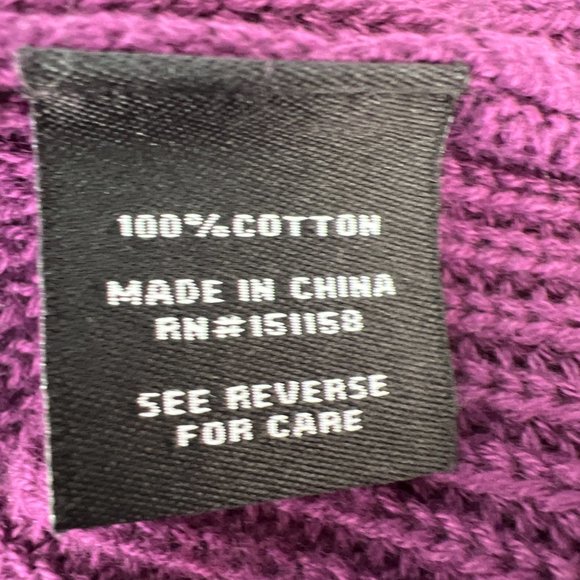 100%COTTON
MADE IN CHINA
RN#151158
SEE REVERSE
FOR CARE